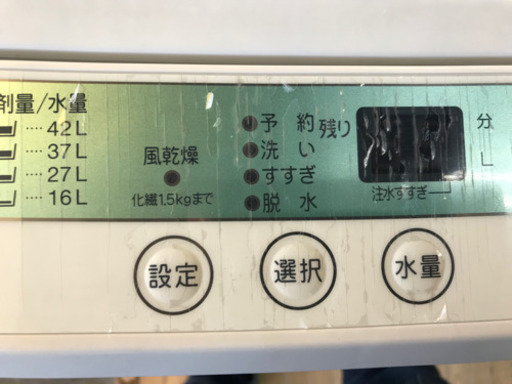 剤量/水量
····42L
····37L
····27L
····16L
風乾燥
化繊1.5kgまで
予約
洗い
すすぎ
脱水
残り
分
L
注水すすぎ
設定
選択
水量